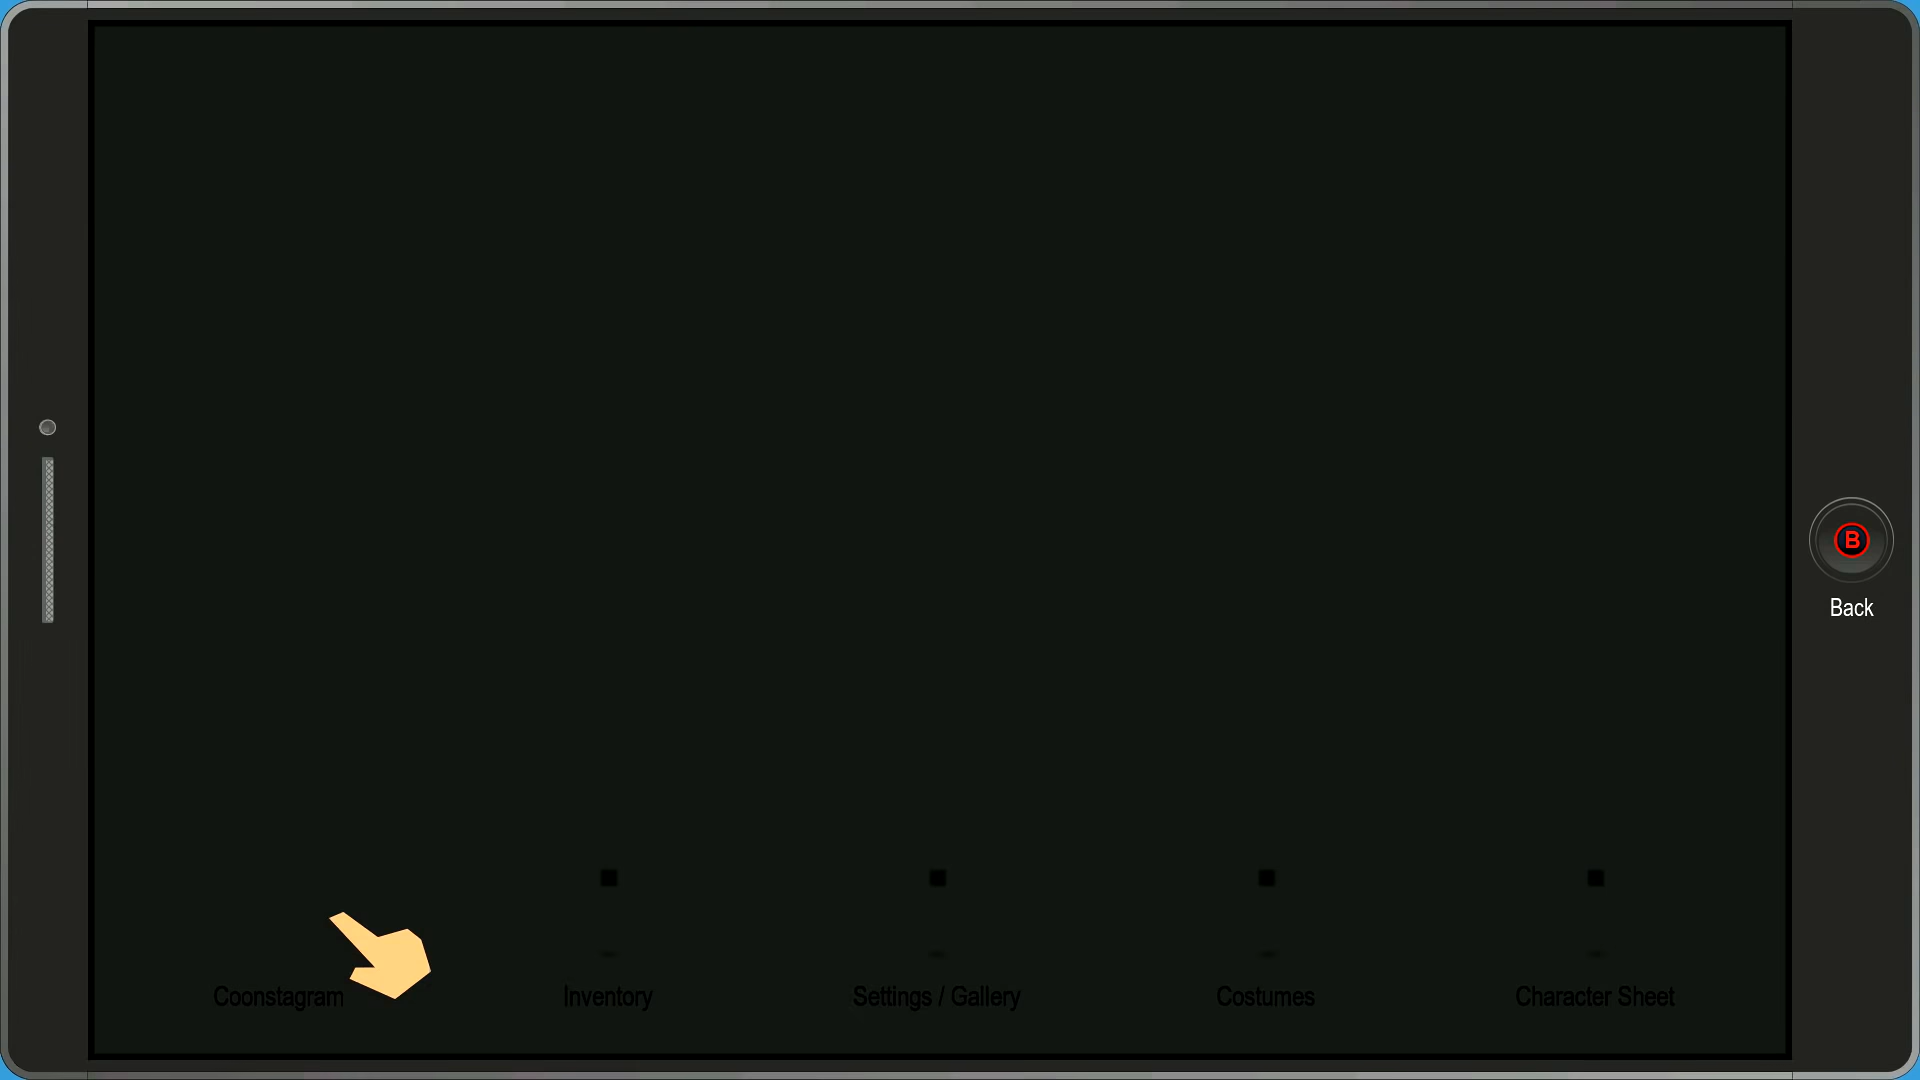 B
Back
Coonstagram
Inventory
Settings / Gallery
Costumes
Character Sheet